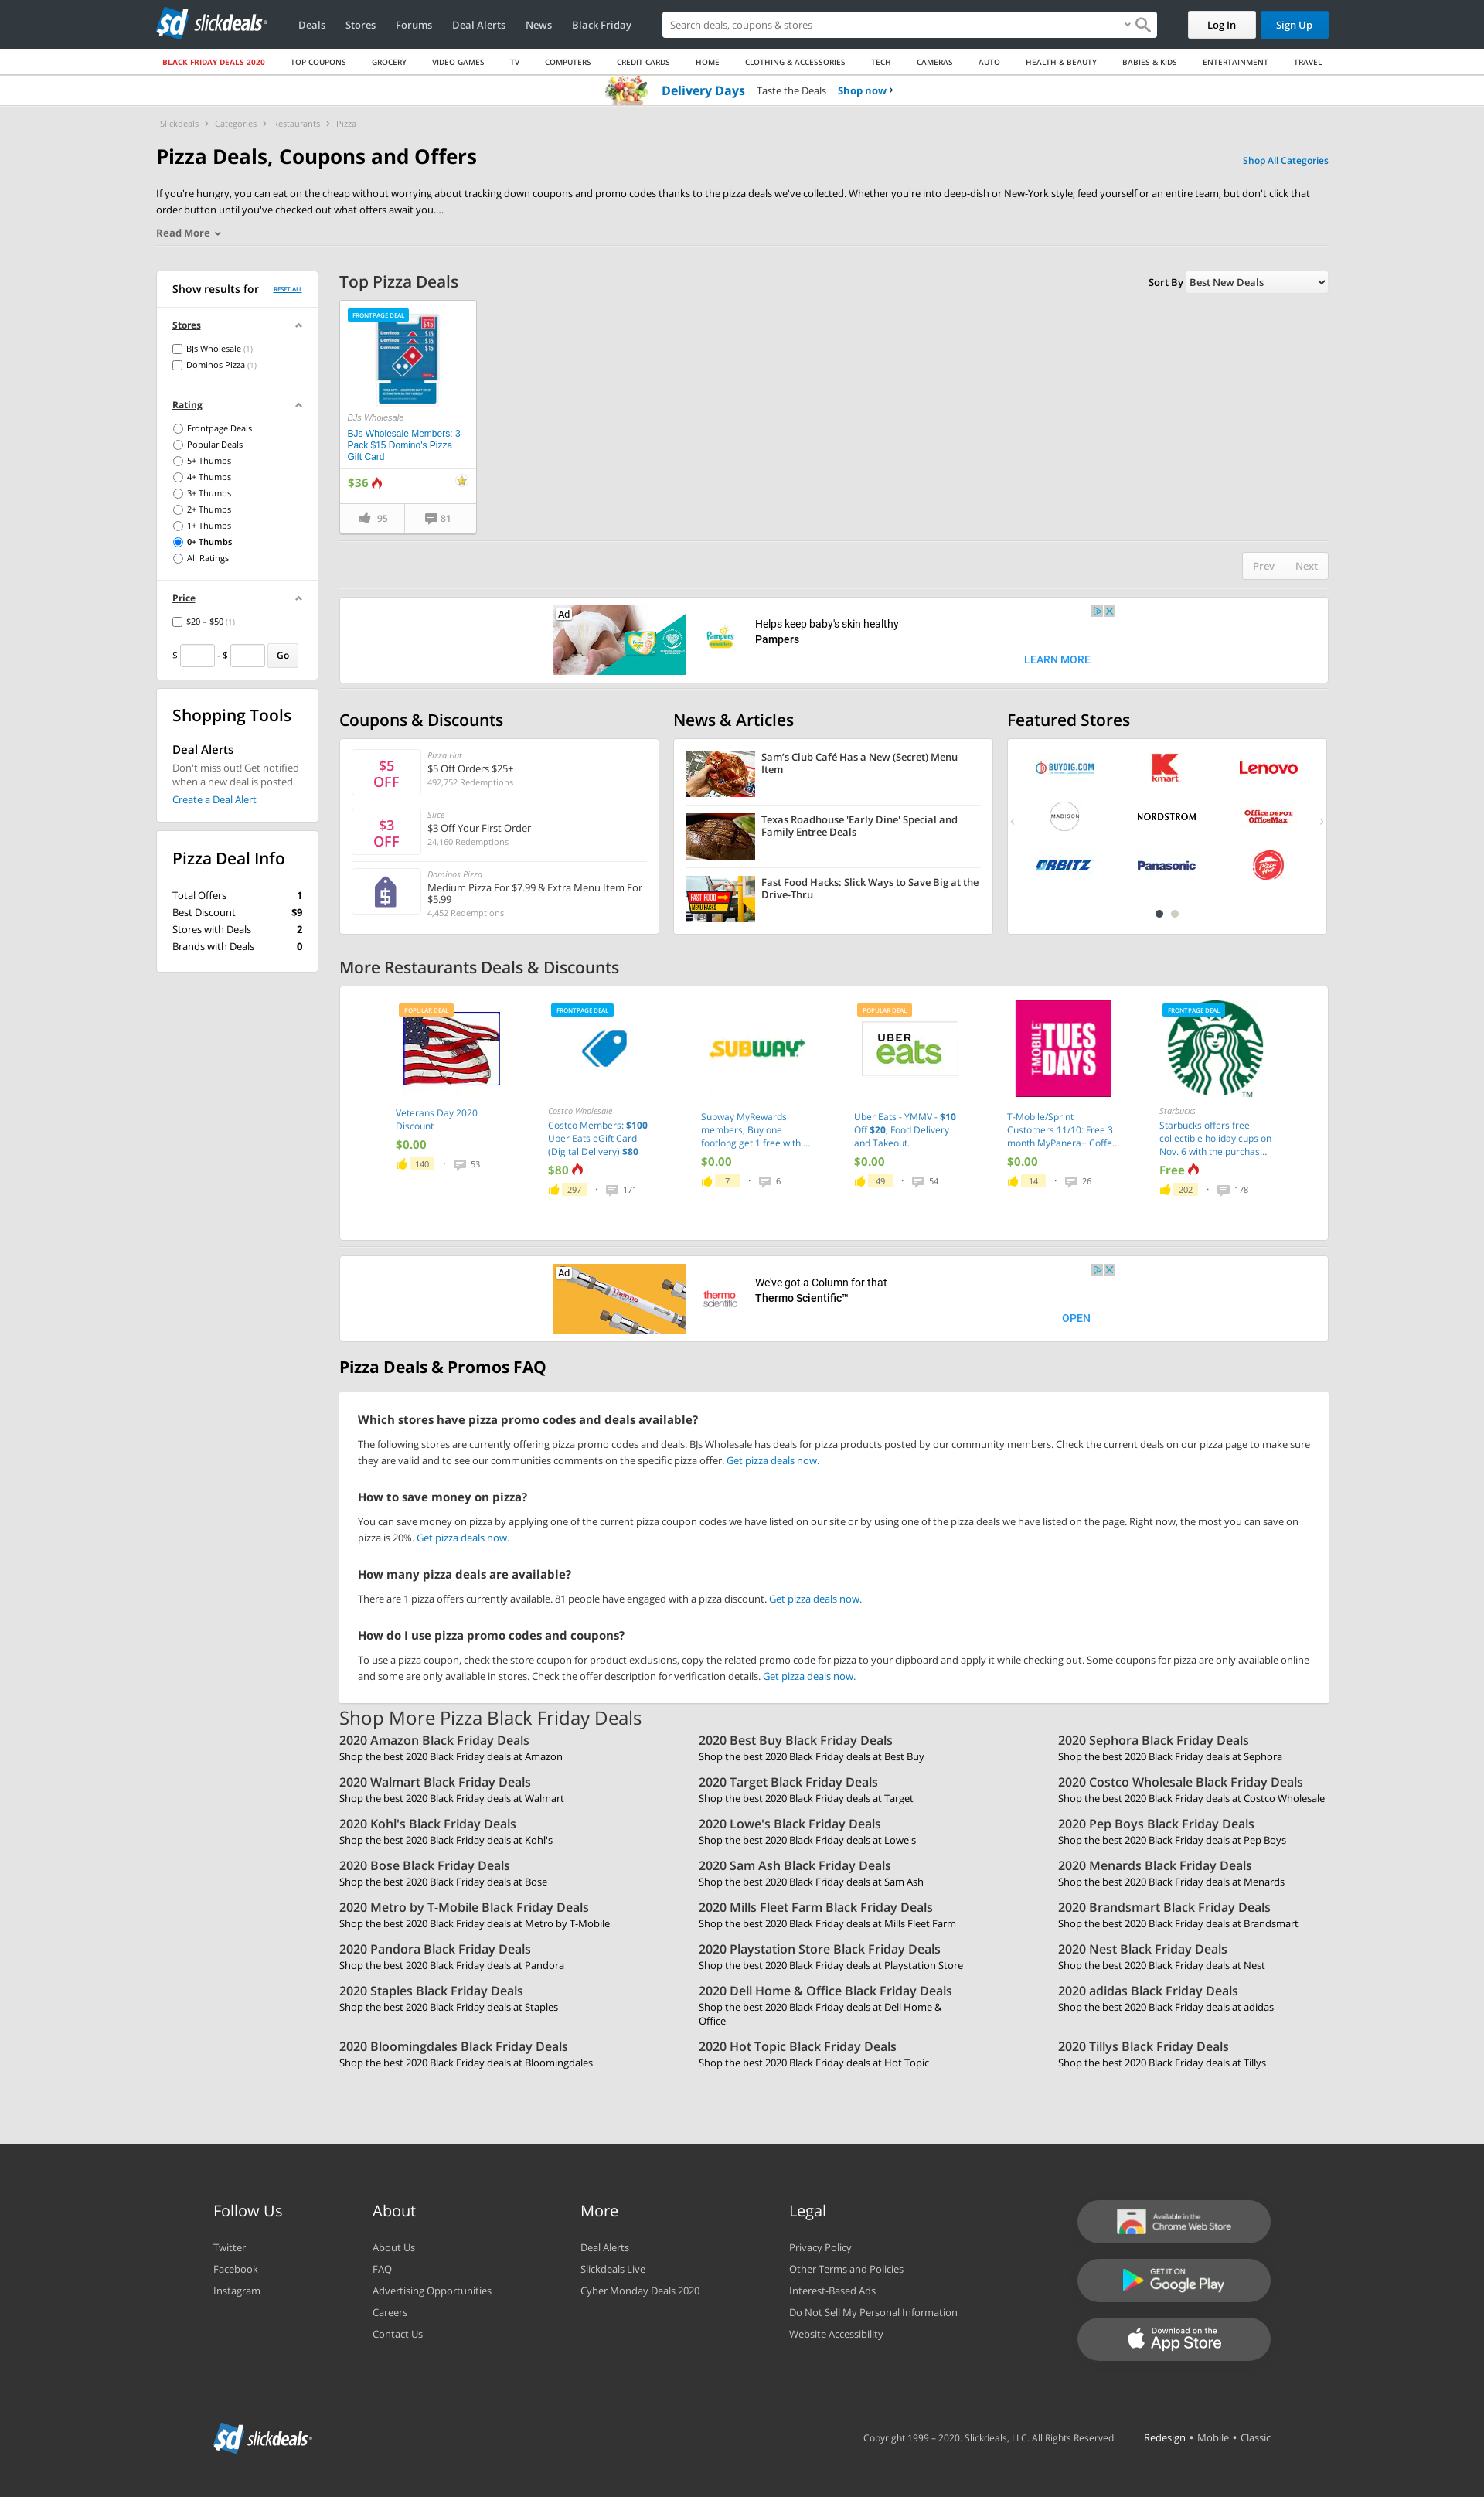 slickdeals
Deals
Stores
Forums
Deal Alerts
News
Black Friday
Search deals, coupons & stores
Log In
Sign Up
BLACK FRIDAY DEALS 2020
TOP COUPONS
GROCERY
VIDEO GAMES
TV
COMPUTERS
CREDIT CARDS
HOME
CLOTHING & ACCESSORIES
TECH
CAMERAS
AUTO
HEALTH & BEAUTY
BABIES & KIDS
ENTERTAINMENT
TRAVEL
Delivery Days Taste the Deals Shop now ›
Slickdeals › Categories › Restaurants › Pizza
Pizza Deals, Coupons and Offers
Shop All Categories
If you're hungry, you can eat on the cheap without worrying about tracking down coupons and promo codes thanks to the pizza deals we've collected. Whether you're into deep-dish or New-York style; feed yourself or an entire team, but don't click that
order button until you've checked out what offers await you....
Read More
Show results for
RESET ALL
Stores
BJs Wholesale (1)
Dominos Pizza (1)
Rating
Frontpage Deals
Popular Deals
5+ Thumbs
4+ Thumbs
3+ Thumbs
2+ Thumbs
1+ Thumbs
0+ Thumbs
All Ratings
Price
$20 – $50 (1)
$ - $ Go
Shopping Tools
Deal Alerts
Don't miss out! Get notified
when a new deal is posted.
Create a Deal Alert
Pizza Deal Info
Total Offers 1
Best Discount $9
Stores with Deals 2
Brands with Deals 0
Top Pizza Deals
Sort By Best New Deals
FRONTPAGE DEAL
$45
Domino's $15
Domino's $15
Domino's $15
BJs Wholesale
BJs Wholesale Members: 3-
Pack $15 Domino's Pizza
Gift Card
$36
95
81
Prev
Next
Ad
Pampers
Helps keep baby's skin healthy
Pampers
LEARN MORE
Coupons & Discounts
$5
OFF
Pizza Hut
$5 Off Orders $25+
492,752 Redemptions
$3
OFF
Slice
$3 Off Your First Order
24,160 Redemptions
Dominos Pizza
Medium Pizza For $7.99 & Extra Menu Item For
$5.99
4,452 Redemptions
News & Articles
Sam's Club Café Has a New (Secret) Menu
Item
Texas Roadhouse 'Early Dine' Special and
Family Entree Deals
FAST FOOD
MENU HACKS
Fast Food Hacks: Slick Ways to Save Big at the
Drive-Thru
Featured Stores
BUYDIG.COM
kmart
Lenovo
MADISON
NORDSTROM
Office DEPOT
OfficeMax
ORBITZ
Panasonic
Pizza Hut
More Restaurants Deals & Discounts
POPULAR DEAL
Veterans Day 2020
Discount
$0.00
140 · 53
FRONTPAGE DEAL
Costco Wholesale
Costco Members: $100
Uber Eats eGift Card
(Digital Delivery) $80
$80
297 · 171
SUBWAY
Subway MyRewards
members, Buy one
footlong get 1 free with ...
$0.00
7 · 6
POPULAR DEAL
UBER
eats
Uber Eats - YMMV - $10
Off $20, Food Delivery
and Takeout.
$0.00
49 · 54
T-MOBILE
TUES
DAYS
T-Mobile/Sprint
Customers 11/10: Free 3
month MyPanera+ Coffe...
$0.00
14 · 26
FRONTPAGE DEAL
TM
Starbucks
Starbucks offers free
collectible holiday cups on
Nov. 6 with the purchas...
Free
202 · 178
Ad
thermo
scientific
We've got a Column for that
Thermo Scientific™
OPEN
Pizza Deals & Promos FAQ
Which stores have pizza promo codes and deals available?
The following stores are currently offering pizza promo codes and deals: BJs Wholesale has deals for pizza products posted by our community members. Check the current deals on our pizza page to make sure
they are valid and to see our communities comments on the specific pizza offer. Get pizza deals now.
How to save money on pizza?
You can save money on pizza by applying one of the current pizza coupon codes we have listed on our site or by using one of the pizza deals we have listed on the page. Right now, the most you can save on
pizza is 20%. Get pizza deals now.
How many pizza deals are available?
There are 1 pizza offers currently available. 81 people have engaged with a pizza discount. Get pizza deals now.
How do I use pizza promo codes and coupons?
To use a pizza coupon, check the store coupon for product exclusions, copy the related promo code for pizza to your clipboard and apply it while checking out. Some coupons for pizza are only available online
and some are only available in stores. Check the offer description for verification details. Get pizza deals now.
Shop More Pizza Black Friday Deals
2020 Amazon Black Friday Deals
Shop the best 2020 Black Friday deals at Amazon
2020 Best Buy Black Friday Deals
Shop the best 2020 Black Friday deals at Best Buy
2020 Sephora Black Friday Deals
Shop the best 2020 Black Friday deals at Sephora
2020 Walmart Black Friday Deals
Shop the best 2020 Black Friday deals at Walmart
2020 Target Black Friday Deals
Shop the best 2020 Black Friday deals at Target
2020 Costco Wholesale Black Friday Deals
Shop the best 2020 Black Friday deals at Costco Wholesale
2020 Kohl's Black Friday Deals
Shop the best 2020 Black Friday deals at Kohl's
2020 Lowe's Black Friday Deals
Shop the best 2020 Black Friday deals at Lowe's
2020 Pep Boys Black Friday Deals
Shop the best 2020 Black Friday deals at Pep Boys
2020 Bose Black Friday Deals
Shop the best 2020 Black Friday deals at Bose
2020 Sam Ash Black Friday Deals
Shop the best 2020 Black Friday deals at Sam Ash
2020 Menards Black Friday Deals
Shop the best 2020 Black Friday deals at Menards
2020 Metro by T-Mobile Black Friday Deals
Shop the best 2020 Black Friday deals at Metro by T-Mobile
2020 Mills Fleet Farm Black Friday Deals
Shop the best 2020 Black Friday deals at Mills Fleet Farm
2020 Brandsmart Black Friday Deals
Shop the best 2020 Black Friday deals at Brandsmart
2020 Pandora Black Friday Deals
Shop the best 2020 Black Friday deals at Pandora
2020 Playstation Store Black Friday Deals
Shop the best 2020 Black Friday deals at Playstation Store
2020 Nest Black Friday Deals
Shop the best 2020 Black Friday deals at Nest
2020 Staples Black Friday Deals
Shop the best 2020 Black Friday deals at Staples
2020 Dell Home & Office Black Friday Deals
Shop the best 2020 Black Friday deals at Dell Home &
Office
2020 adidas Black Friday Deals
Shop the best 2020 Black Friday deals at adidas
2020 Bloomingdales Black Friday Deals
Shop the best 2020 Black Friday deals at Bloomingdales
2020 Hot Topic Black Friday Deals
Shop the best 2020 Black Friday deals at Hot Topic
2020 Tillys Black Friday Deals
Shop the best 2020 Black Friday deals at Tillys
Follow Us
Twitter
Facebook
Instagram
About
About Us
FAQ
Advertising Opportunities
Careers
Contact Us
More
Deal Alerts
Slickdeals Live
Cyber Monday Deals 2020
Legal
Privacy Policy
Other Terms and Policies
Interest-Based Ads
Do Not Sell My Personal Information
Website Accessibility
Available in the
Chrome Web Store
GET IT ON
Google Play
Download on the
App Store
slickdeals
Copyright 1999 – 2020. Slickdeals, LLC. All Rights Reserved.
Redesign • Mobile • Classic